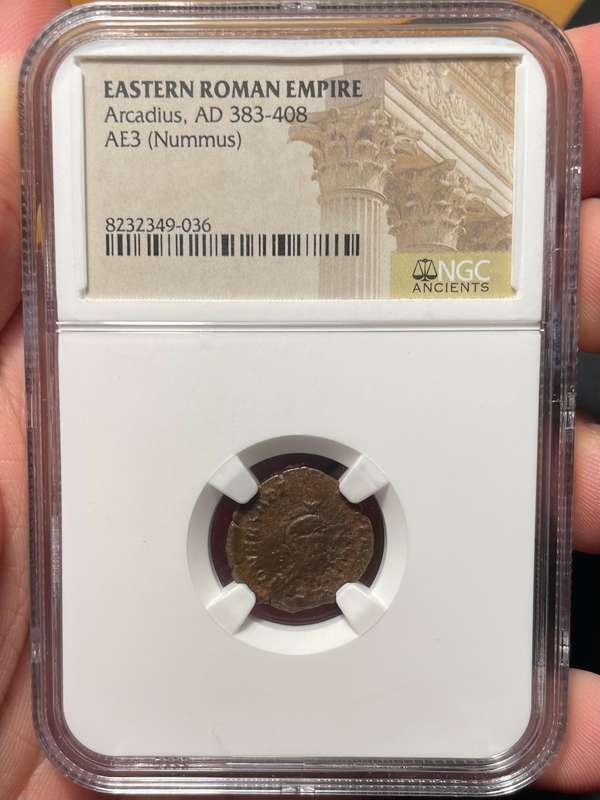 EASTERN ROMAN EMPIRE
Arcadius, AD 383-408
AE3 (Nummus)
8232349-036
NGC
ANCIENTS